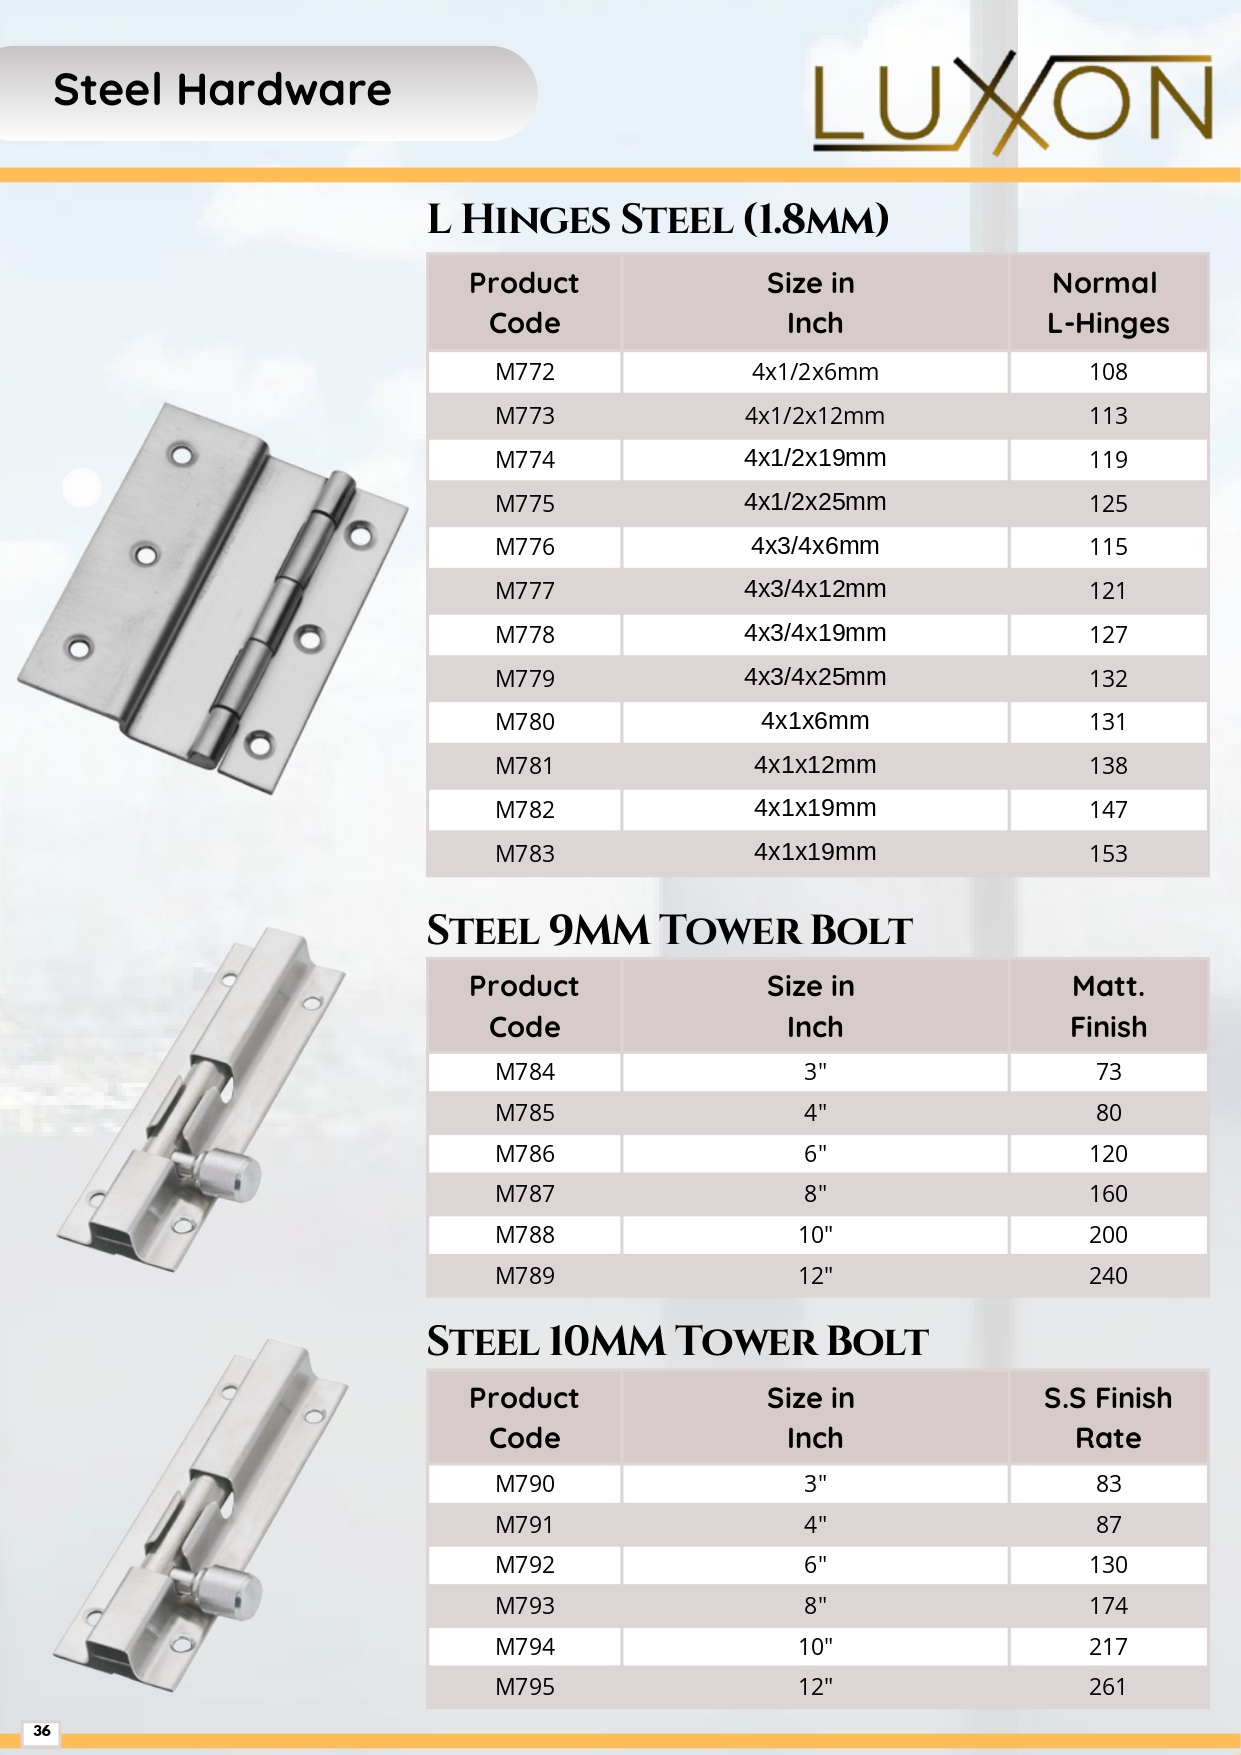 Steel Hardware
LUXXON
L Hinges Steel (1.8mm)
Product Code Size in Inch Normal L-Hinges
M772 4x1/2x6mm 108
M773 4x1/2x12mm 113
M774 4x1/2x19mm 119
M775 4x1/2x25mm 125
M776 4x3/4x6mm 115
M777 4x3/4x12mm 121
M778 4x3/4x19mm 127
M779 4x3/4x25mm 132
M780 4x1x6mm 131
M781 4x1x12mm 138
M782 4x1x19mm 147
M783 4x1x19mm 153
Steel 9MM Tower Bolt
Product Code Size in Inch Matt. Finish
M784 3" 73
M785 4" 80
M786 6" 120
M787 8" 160
M788 10" 200
M789 12" 240
Steel 10MM Tower Bolt
Product Code Size in Inch S.S Finish Rate
M790 3" 83
M791 4" 87
M792 6" 130
M793 8" 174
M794 10" 217
M795 12" 261
36